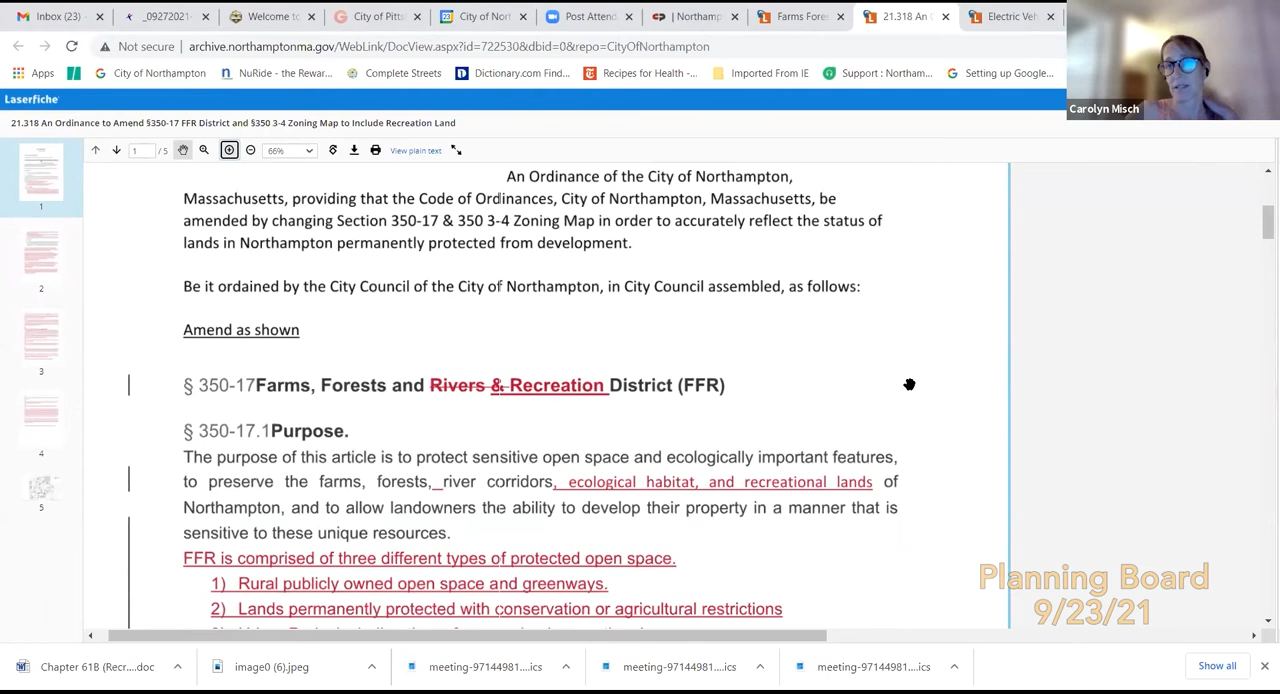 Inbox (23)
_09272021
Welcome to
City of Pitts
City of Nor
Post Attend
| Northamp
Farms Fores
21.318 An O
Electric Veh
Not secure | archive.northamptonma.gov/WebLink/DocView.aspx?id=722530&dbid=0&repo=CityOfNorthampton
Apps
City of Northampton
NuRide - the Rewar...
Complete Streets
Dictionary.com Find...
Recipes for Health -...
Imported From IE
Support : Northam...
Setting up Google...
Carolyn Misch
Laserfiche
21.318 An Ordinance to Amend §350-17 FFR District and §350 3-4 Zoning Map to Include Recreation Land
1 / 5
66%
View plain text
An Ordinance of the City of Northampton,
Massachusetts, providing that the Code of Ordinances, City of Northampton, Massachusetts, be
amended by changing Section 350-17 & 350 3-4 Zoning Map in order to accurately reflect the status of
lands in Northampton permanently protected from development.
Be it ordained by the City Council of the City of Northampton, in City Council assembled, as follows:
Amend as shown
§ 350-17Farms, Forests and Rivers & Recreation District (FFR)
§ 350-17.1Purpose.
The purpose of this article is to protect sensitive open space and ecologically important features,
to preserve the farms, forests, river corridors, ecological habitat, and recreational lands of
Northampton, and to allow landowners the ability to develop their property in a manner that is
sensitive to these unique resources.
FFR is comprised of three different types of protected open space.
1) Rural publicly owned open space and greenways.
2) Lands permanently protected with conservation or agricultural restrictions
1
2
3
4
5
Planning Board
9/23/21
Chapter 61B (Recr....doc
image0 (6).jpeg
meeting-97144981....ics
meeting-97144981....ics
meeting-97144981....ics
Show all